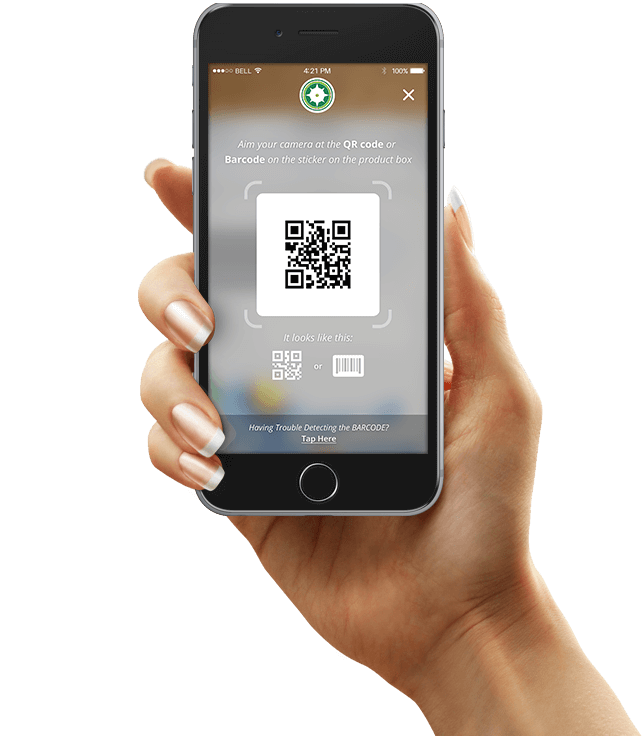 BELL 4:21 PM 100%
Aim your camera at the QR code or
Barcode on the sticker on the product box
It looks like this:
or
Having Trouble Detecting the BARCODE?
Tap Here